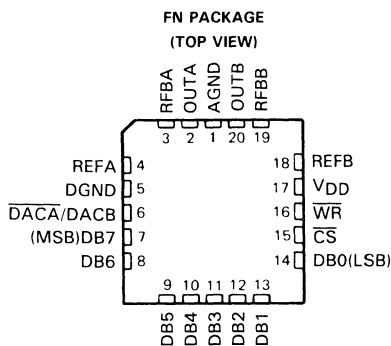 FN PACKAGE
(TOP VIEW)
RFBA
OUTA
AGND
OUTB
RFBB
3 2 1 20 19
REFA 4
18 REFB
DGND 5
17 VDD
DACA/DACB 6
16 WR
(MSB)DB7 7
15 CS
DB6 8
14 DB0(LSB)
9 10 11 12 13
DB5
DB4
DB3
DB2
DB1